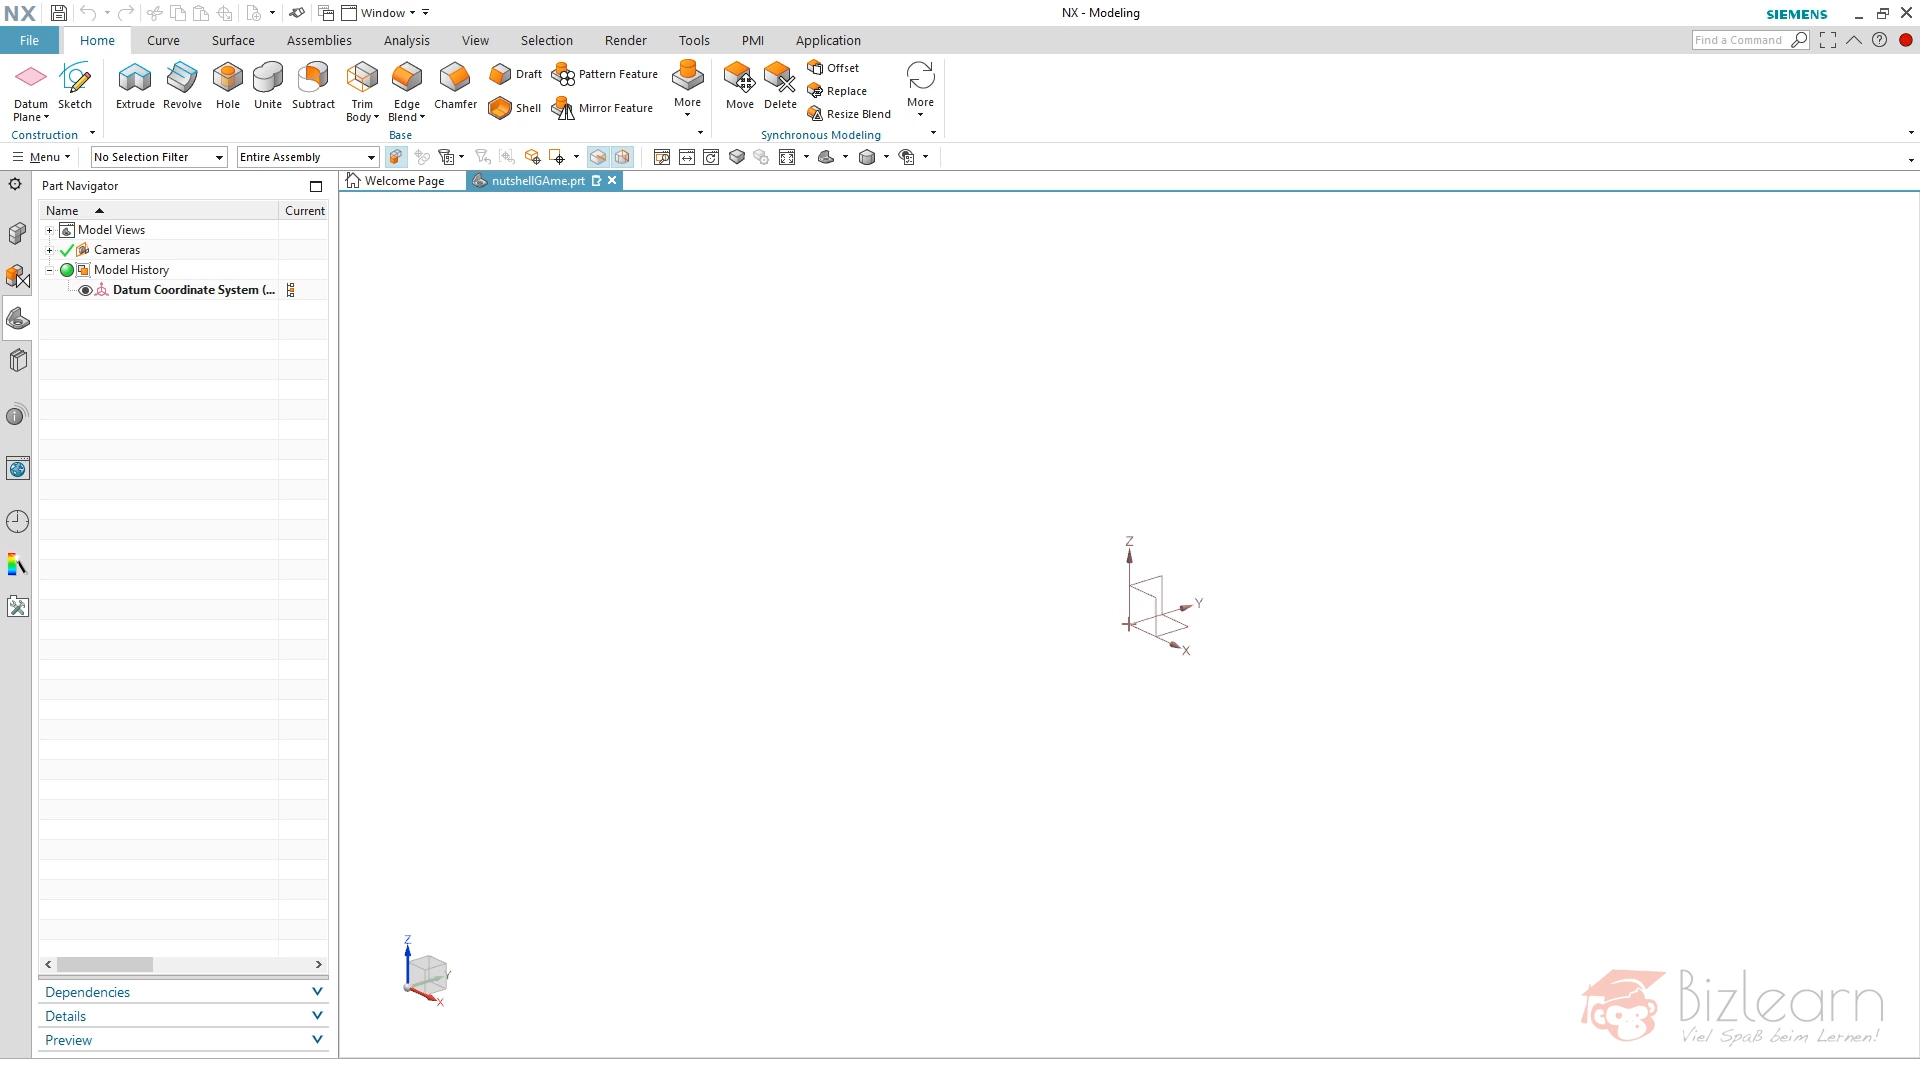 NX
Window
NX - Modeling
SIEMENS
File
Home
Curve
Surface
Assemblies
Analysis
View
Selection
Render
Tools
PMI
Application
Find a Command
Datum Plane
Sketch
Extrude
Revolve
Hole
Unite
Subtract
Trim Body
Edge Blend
Chamfer
Draft
Shell
Pattern Feature
Mirror Feature
More
Move
Delete
Offset
Replace
Resize Blend
More
Construction
Base
Synchronous Modeling
Menu
No Selection Filter
Entire Assembly
Part Navigator
Welcome Page
nutshellGAme.prt
Name
Current
Model Views
Cameras
Model History
Datum Coordinate System (...
Z
Y
X
Z
Y
X
Dependencies
Details
Preview
Bizlearn
Viel Spaß beim Lernen!